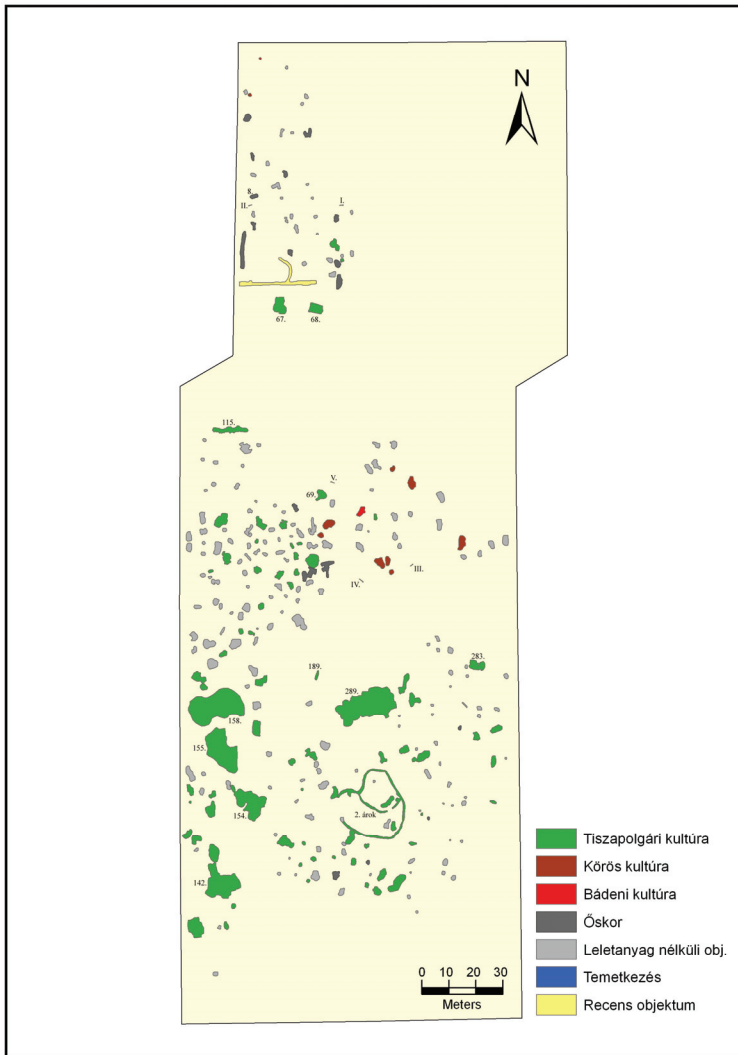 N
8.
II.
I.
67.
68.
115.
V.
69.
III.
IV.
189.
283.
289.
158.
155.
154.
2. árok
142.
Tiszapolgári kultúra
Körös kultúra
Bádeni kultúra
Őskor
Leletanyag nélküli obj.
Temetkezés
Recens objektum
0 10 20 30
Meters